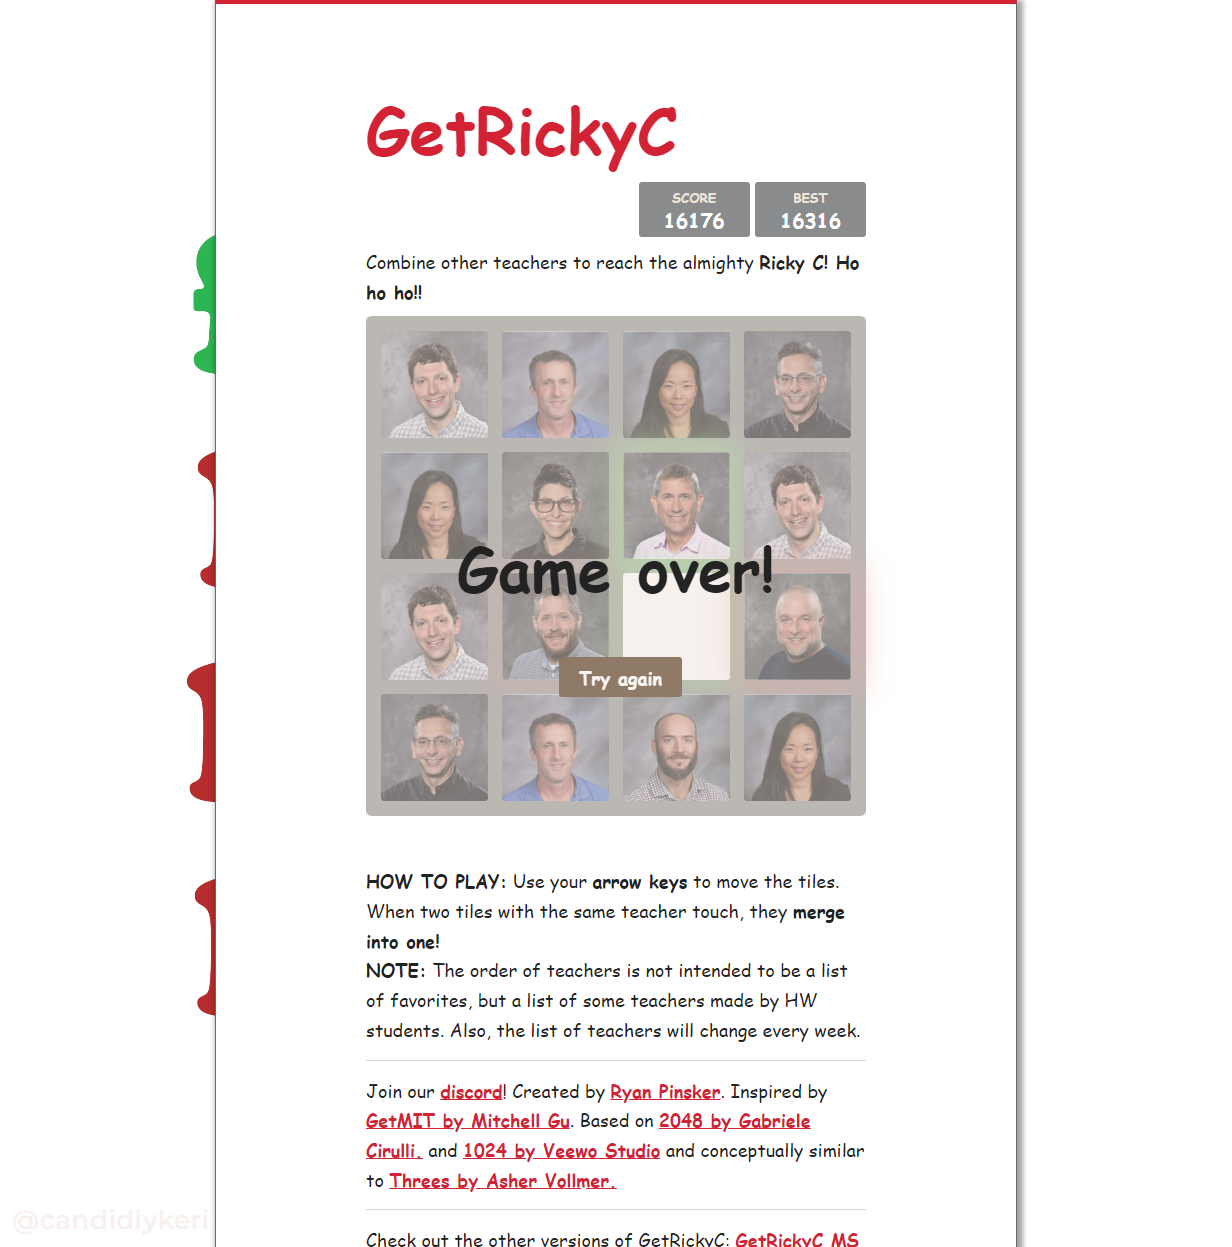 GetRickyC
SCORE
16176
BEST
16316
Combine other teachers to reach the almighty Ricky C! Ho
ho ho!!
Game over!
Try again
HOW TO PLAY: Use your arrow keys to move the tiles.
When two tiles with the same teacher touch, they merge
into one!
NOTE: The order of teachers is not intended to be a list
of favorites, but a list of some teachers made by HW
students. Also, the list of teachers will change every week.
Join our discord! Created by Ryan Pinsker. Inspired by
GetMIT by Mitchell Gu. Based on 2048 by Gabriele
Cirulli. and 1024 by Veewo Studio and conceptually similar
to Threes by Asher Vollmer.
@candidlykeri
Check out the other versions of GetRickyC: GetRickyC MS